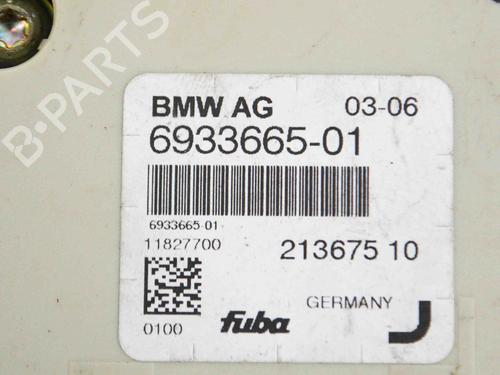 B-PARTS
BMW AG 03-06
6933665-01
6933665-01
11827700 213675 10
0100 fuba GERMANY